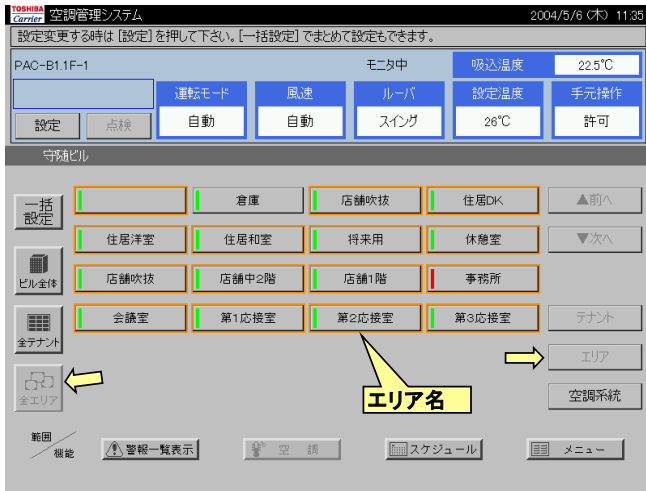 TOSHIBA
Carrier 空調管理システム 2004/5/6 (木) 11:35
設定変更する時は [設定] を押して下さい。[一括設定] でまとめて設定もできます。
PAC-B1.1F-1 モニタ中 吸込温度 22.5℃
運転モード 風速 ルーバ 設定温度 手元操作
設定 点検 自動 自動 スイング 26℃ 許可
守随ビル
一括設定 倉庫 店舗吹抜 住居DK ▲前へ
住居洋室 住居和室 将来用 休憩室 ▼次へ
ビル全体 店舗吹抜 店舗中2階 店舗1階 事務所
全テナント 会議室 第1応接室 第2応接室 第3応接室 テナント
エリア
全エリア エリア名 空調系統
範囲／機能 警報一覧表示 空調 スケジュール メニュー